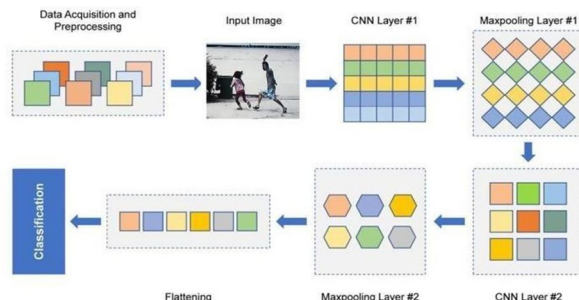 Data Acquisition and
Preprocessing
Input Image
CNN Layer #1
Maxpooling Layer #1
Classification
Flattening
Maxpooling Layer #2
CNN Layer #2